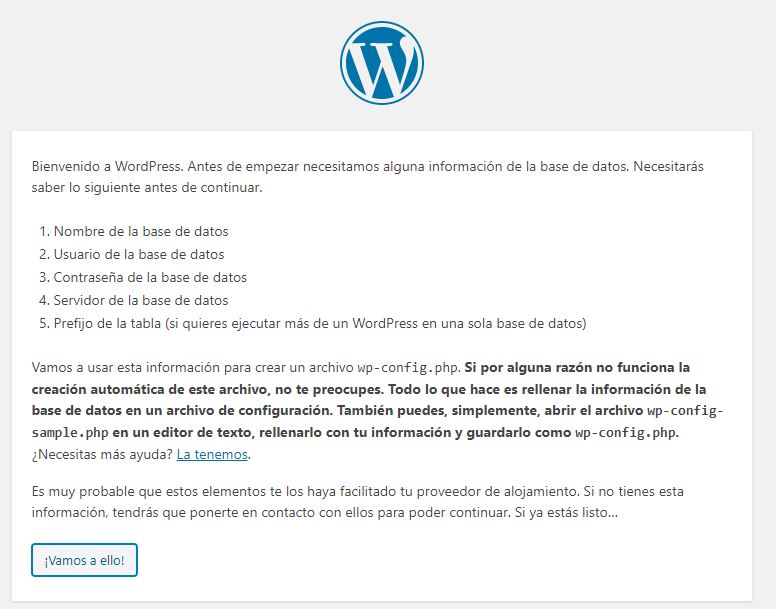 Bienvenido a WordPress. Antes de empezar necesitamos alguna información de la base de datos. Necesitarás
saber lo siguiente antes de continuar.
1. Nombre de la base de datos
2. Usuario de la base de datos
3. Contraseña de la base de datos
4. Servidor de la base de datos
5. Prefijo de la tabla (si quieres ejecutar más de un WordPress en una sola base de datos)
Vamos a usar esta información para crear un archivo wp-config.php. Si por alguna razón no funciona la
creación automática de este archivo, no te preocupes. Todo lo que hace es rellenar la información de la
base de datos en un archivo de configuración. También puedes, simplemente, abrir el archivo wp-config-
sample.php en un editor de texto, rellenarlo con tu información y guardarlo como wp-config.php.
¿Necesitas más ayuda? La tenemos.
Es muy probable que estos elementos te los haya facilitado tu proveedor de alojamiento. Si no tienes esta
información, tendrás que ponerte en contacto con ellos para poder continuar. Si ya estás listo...
¡Vamos a ello!